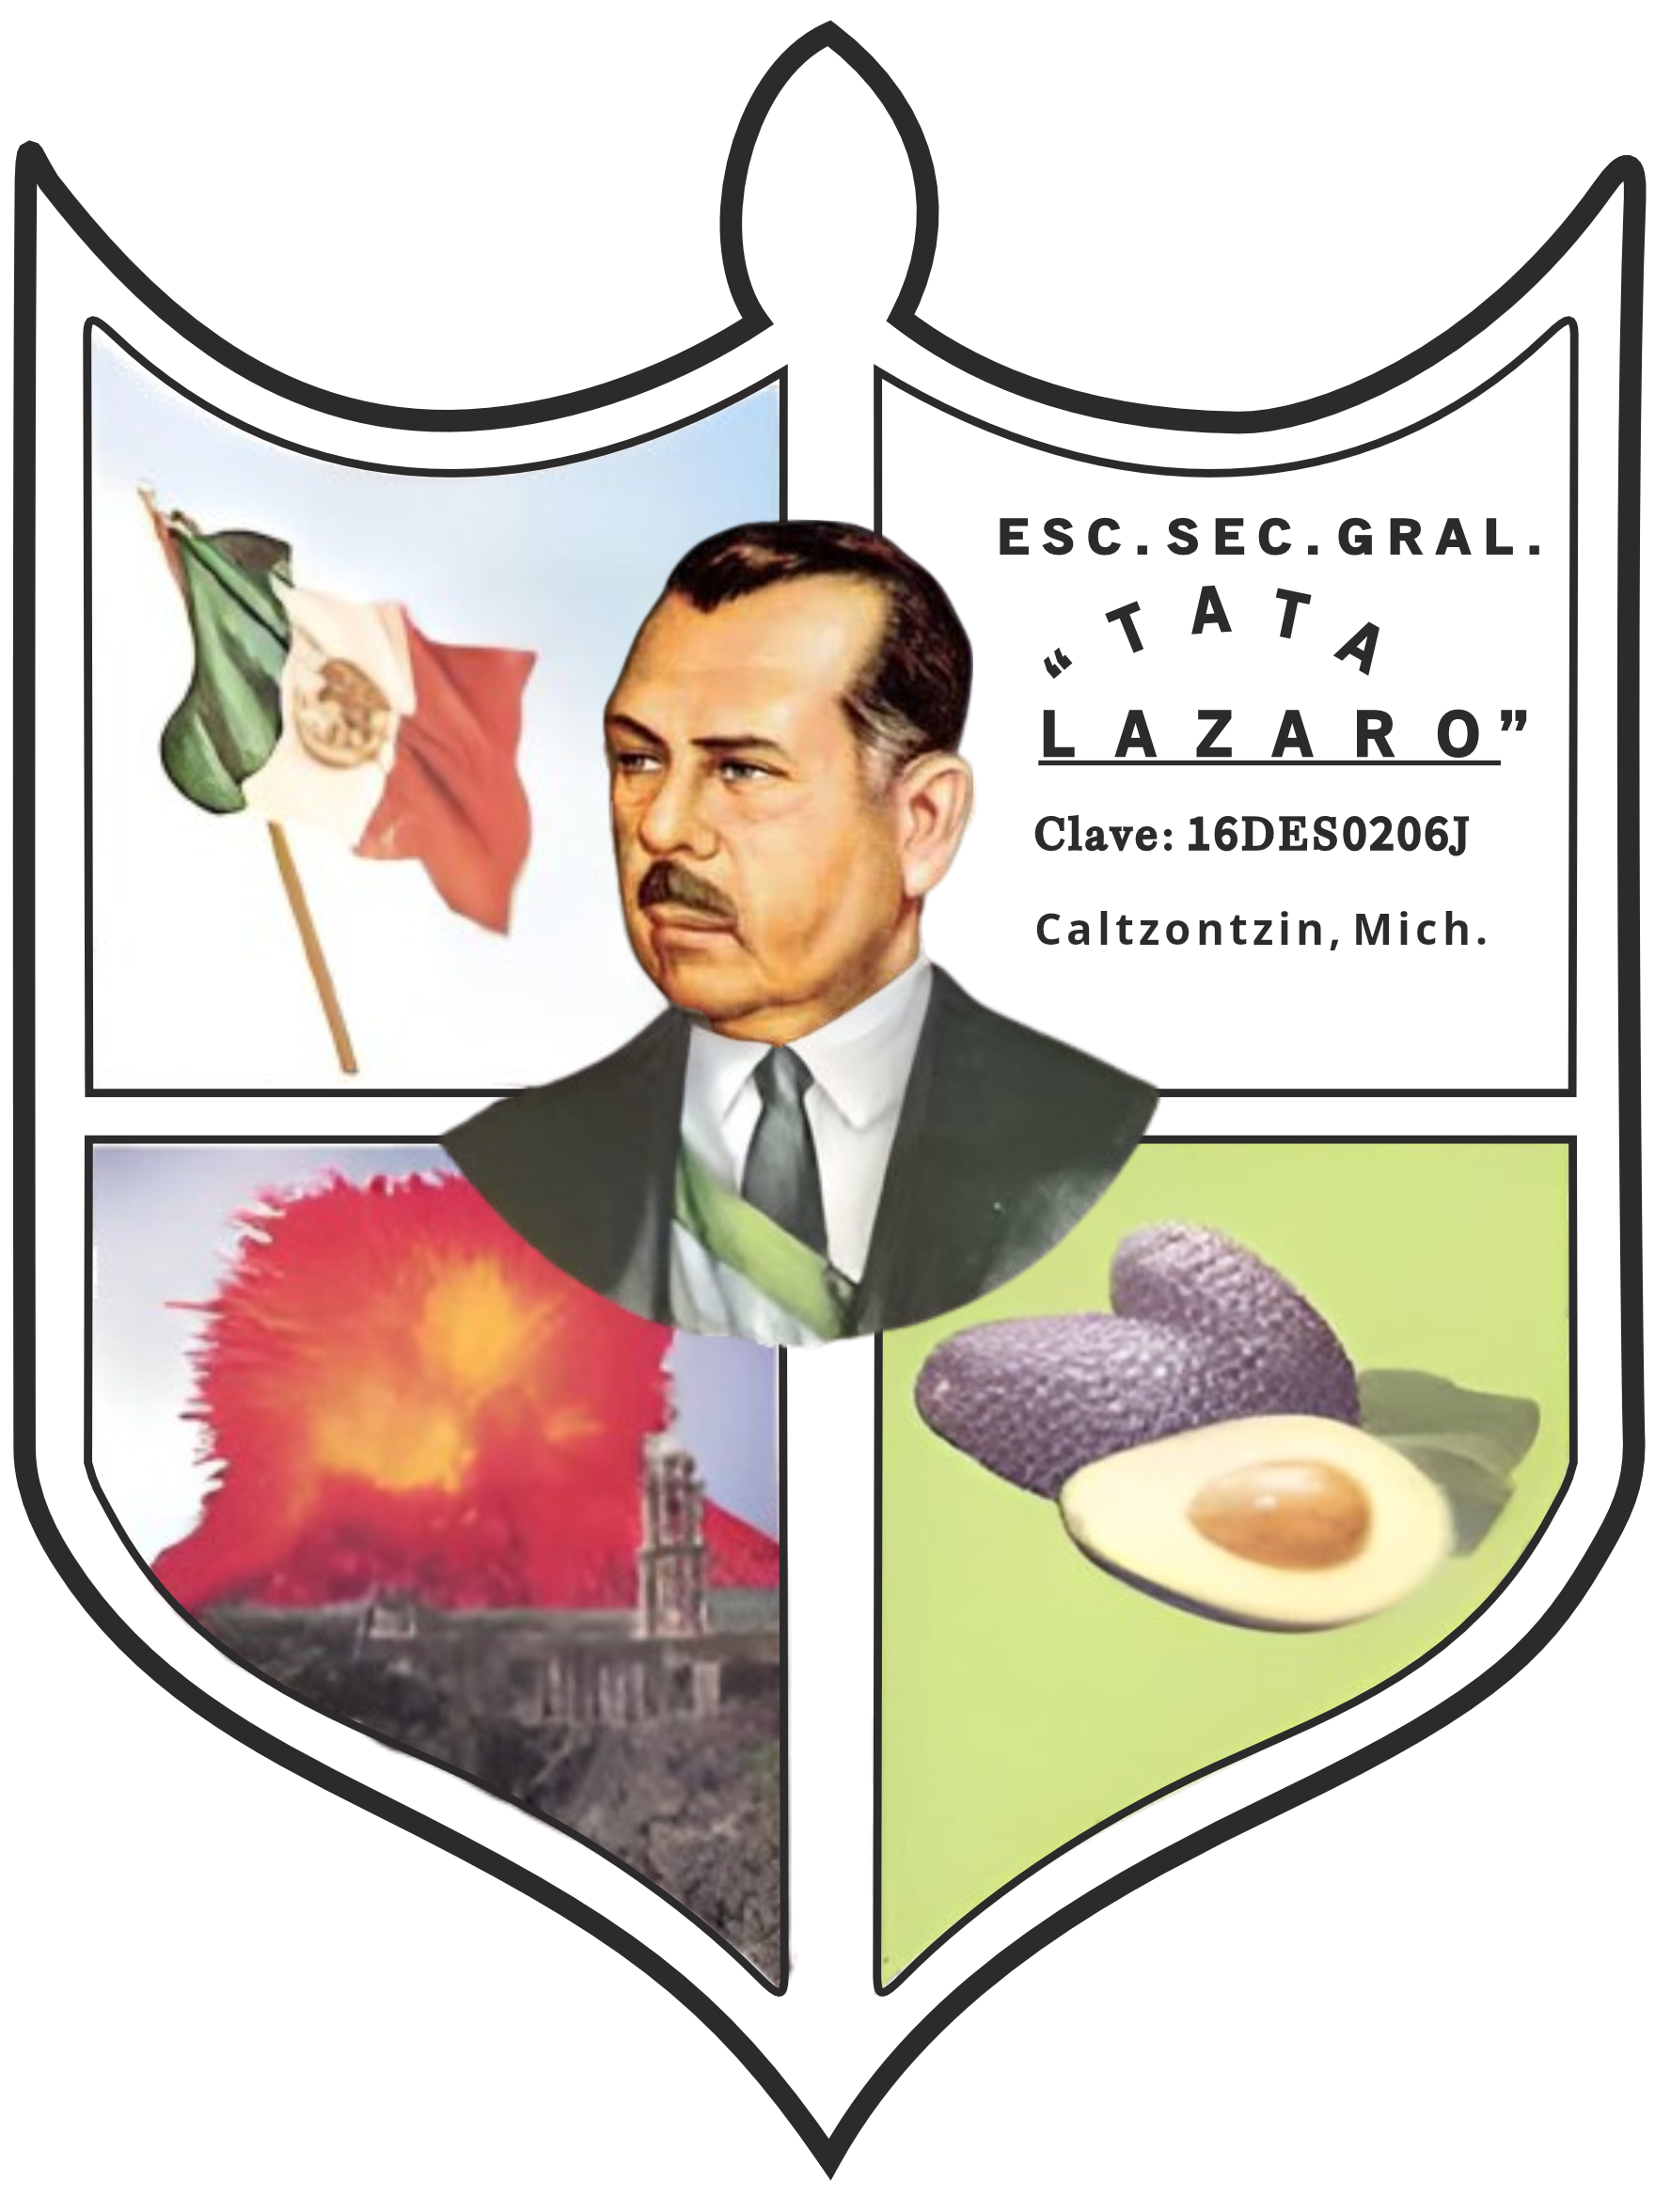 ESC.SEC.GRAL.
“TATA
LAZARO”
Clave: 16DES0206J
Caltzontzin, Mich.